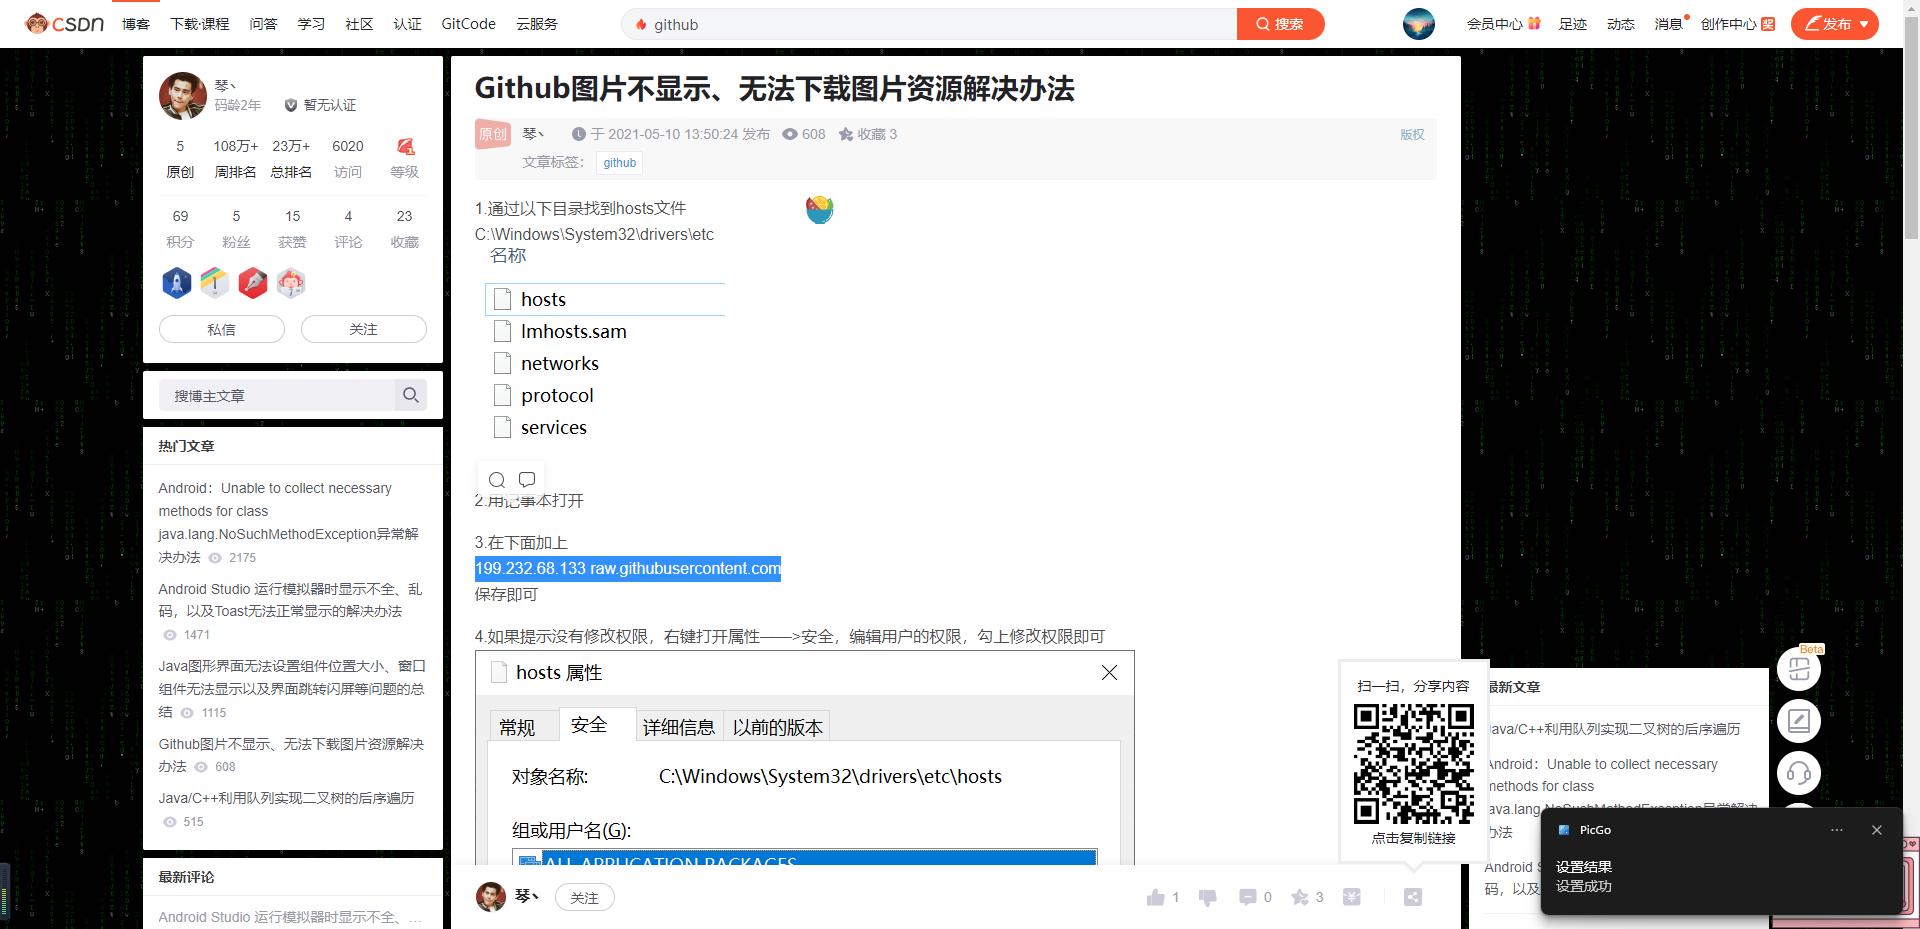 CSDN 博客 下载·课程 问答 学习 社区 认证 GitCode 云服务 github 搜索 会员中心 足迹 动态 消息 创作中心 奖 发布
琴丶
码龄2年 暂无认证
5 108万+ 23万+ 6020
原创 周排名 总排名 访问 等级
69 5 15 4 23
积分 粉丝 获赞 评论 收藏
私信 关注
搜博主文章
热门文章
Android：Unable to collect necessary
methods for class
java.lang.NoSuchMethodException异常解
决办法 2175
Android Studio 运行模拟器时显示不全、乱
码，以及Toast无法正常显示的解决办法
1471
Java图形界面无法设置组件位置大小、窗口
组件无法显示以及界面跳转闪屏等问题的总
结 1115
Github图片不显示、无法下载图片资源解决
办法 608
Java/C++利用队列实现二叉树的后序遍历
515
最新评论
Android Studio 运行模拟器时显示不全、...
Github图片不显示、无法下载图片资源解决办法
原创 琴丶 于 2021-05-10 13:50:24 发布 608 收藏 3 版权
文章标签： github
1.通过以下目录找到hosts文件
C:\Windows\System32\drivers\etc
名称
hosts
lmhosts.sam
networks
protocol
services
2.用记事本打开
3.在下面加上
199.232.68.133 raw.githubusercontent.com
保存即可
4.如果提示没有修改权限，右键打开属性——>安全，编辑用户的权限，勾上修改权限即可
hosts 属性
常规 安全 详细信息 以前的版本
对象名称: C:\Windows\System32\drivers\etc\hosts
组或用户名(G):
ALL APPLICATION PACKAGES
琴丶 关注 1 0 3
扫一扫，分享内容
点击复制链接
最新文章
Java/C++利用队列实现二叉树的后序遍历
Android：Unable to collect necessary
methods for class
java.lang.NoSuchMethodException异常解
办法
Android S
码，以及
Beta
PicGo
设置结果
设置成功